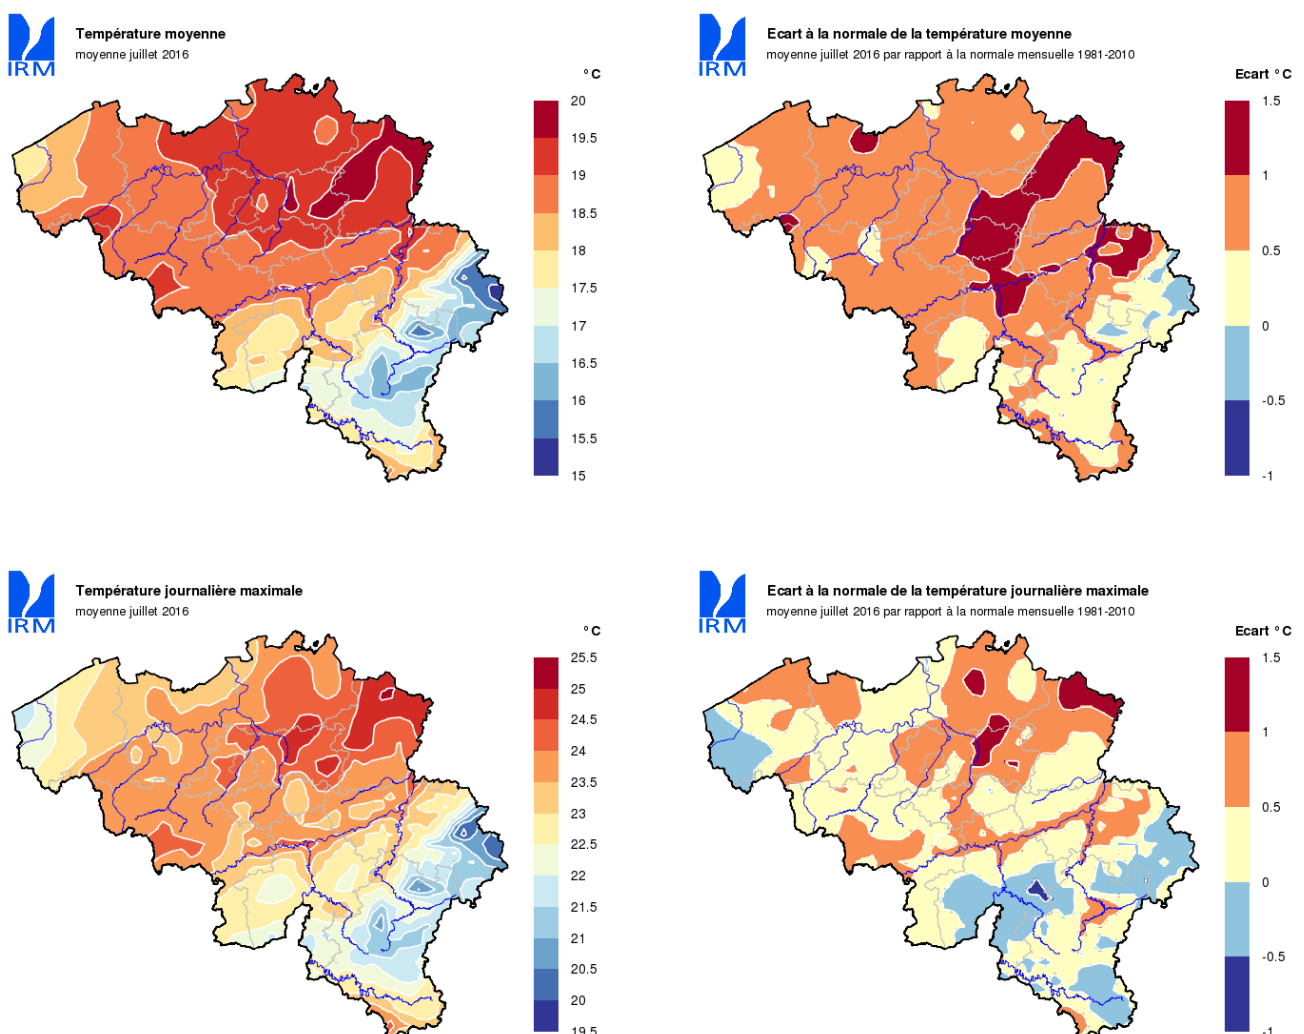 IRM
Température moyenne
moyenne juillet 2016
°C
20
19.5
19
18.5
18
17.5
17
16.5
16
15.5
15
IRM
Ecart à la normale de la température moyenne
moyenne juillet 2016 par rapport à la normale mensuelle 1981-2010
Ecart °C
1.5
1
0.5
0
-0.5
-1
IRM
Température journalière maximale
moyenne juillet 2016
°C
25.5
25
24.5
24
23.5
23
22.5
22
21.5
21
20.5
20
19.5
IRM
Ecart à la normale de la température journalière maximale
moyenne juillet 2016 par rapport à la normale mensuelle 1981-2010
Ecart °C
1.5
1
0.5
0
-0.5
-1